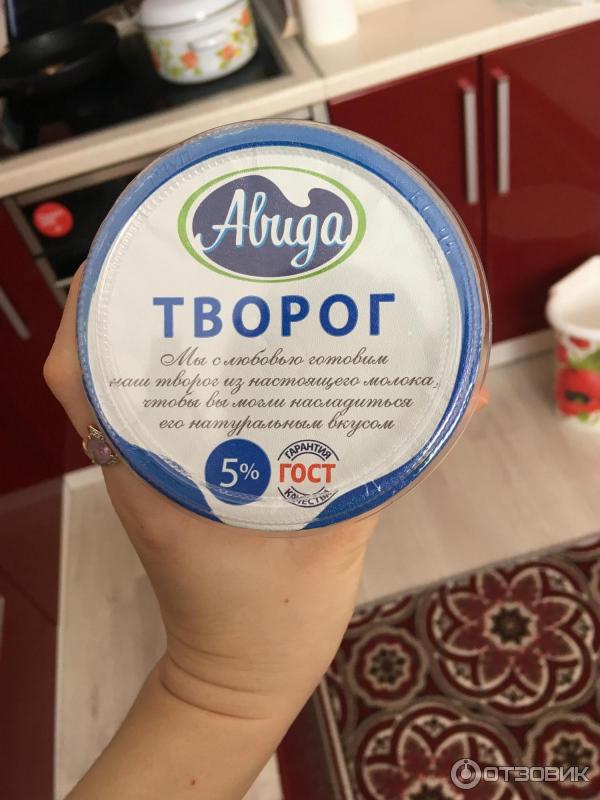 Авида
ТВОРОГ
Мы с любовью готовим
наш творог из настоящего молока,
чтобы вы могли насладиться
его натуральным вкусом
5%
ГАРАНТИЯ
ГОСТ
КАЧЕСТВА
ОТЗОВИК